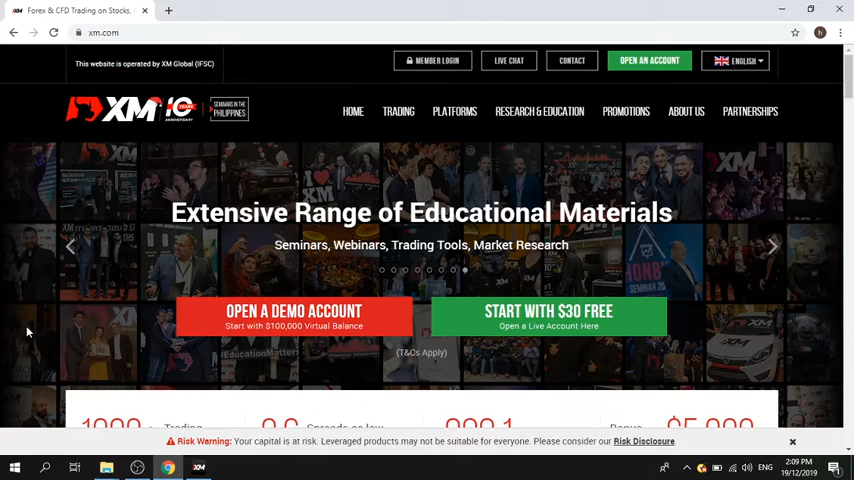 Forex & CFD Trading on Stocks,
xm.com
This website is operated by XM Global (IFSC)
MEMBER LOGIN
LIVE CHAT
CONTACT
OPEN AN ACCOUNT
ENGLISH
XM 10 YEARS ANNIVERSARY
SEMINARS IN THE
PHILIPPINES
HOME
TRADING
PLATFORMS
RESEARCH & EDUCATION
PROMOTIONS
ABOUT US
PARTNERSHIPS
Extensive Range of Educational Materials
Seminars, Webinars, Trading Tools, Market Research
OPEN A DEMO ACCOUNT
Start with $100,000 Virtual Balance
START WITH $30 FREE
Open a Live Account Here
(T&Cs Apply)
#EducationMatters
Risk Warning: Your capital is at risk. Leveraged products may not be suitable for everyone. Please consider our Risk Disclosure.
ENG
2:09 PM
19/12/2019